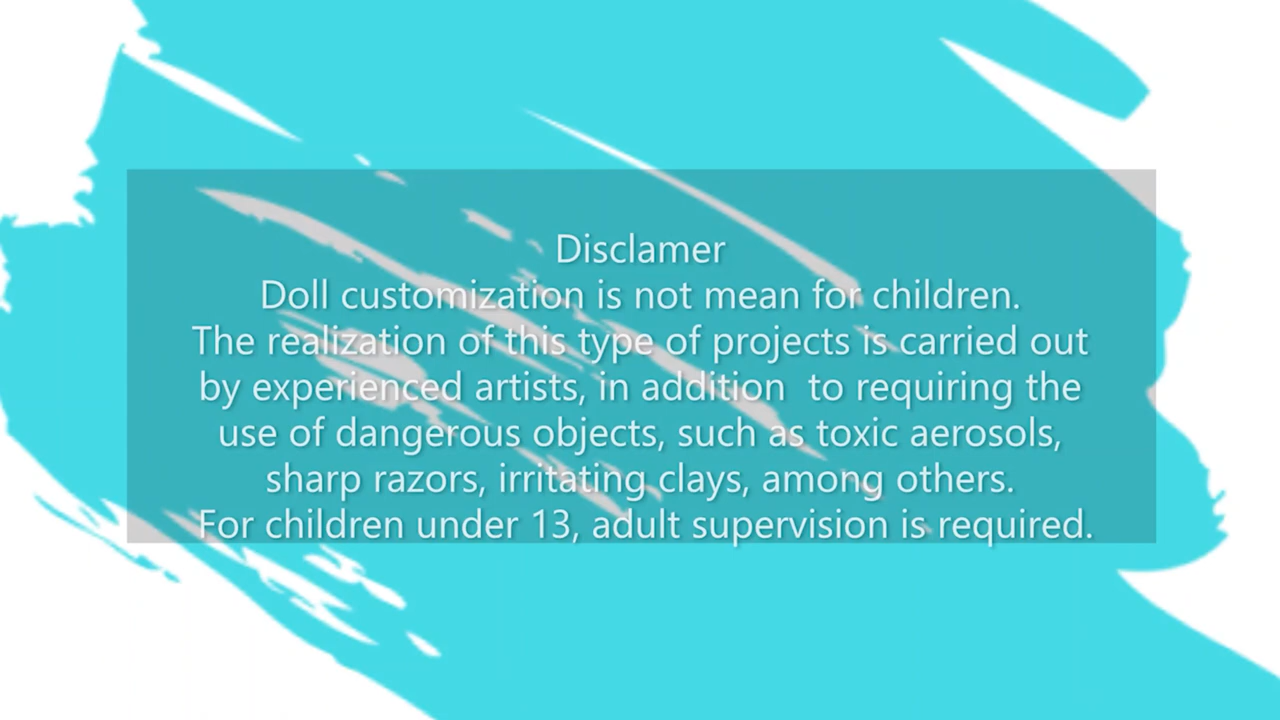 Disclamer
Doll customization is not mean for children.
The realization of this type of projects is carried out
by experienced artists, in addition  to requiring the
use of dangerous objects, such as toxic aerosols,
sharp razors, irritating clays, among others.
For children under 13, adult supervision is required.